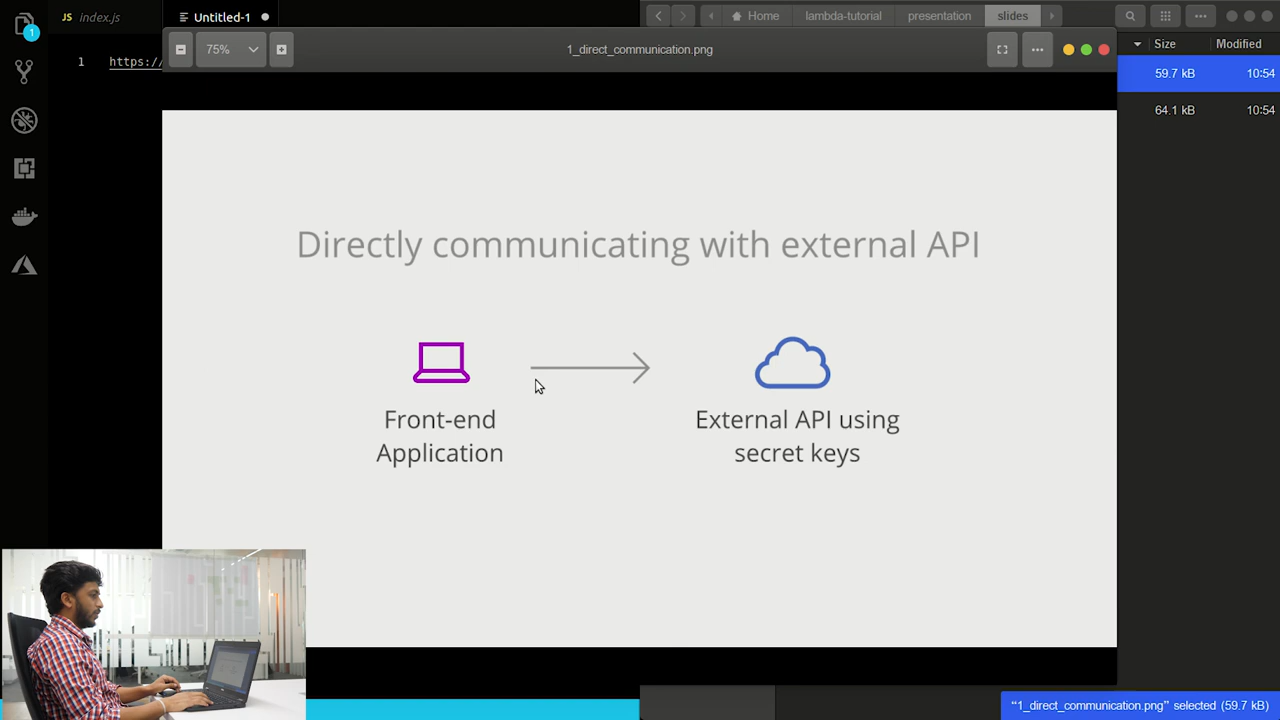 JS index.js
Untitled-1
Home
lambda-tutorial
presentation
slides
1
https://
75%
1_direct_communication.png
Size
Modified
59.7 kB
10:54
64.1 kB
10:54
Directly communicating with external API
Front-end
Application
External API using
secret keys
1
"1_direct_communication.png" selected (59.7 kB)